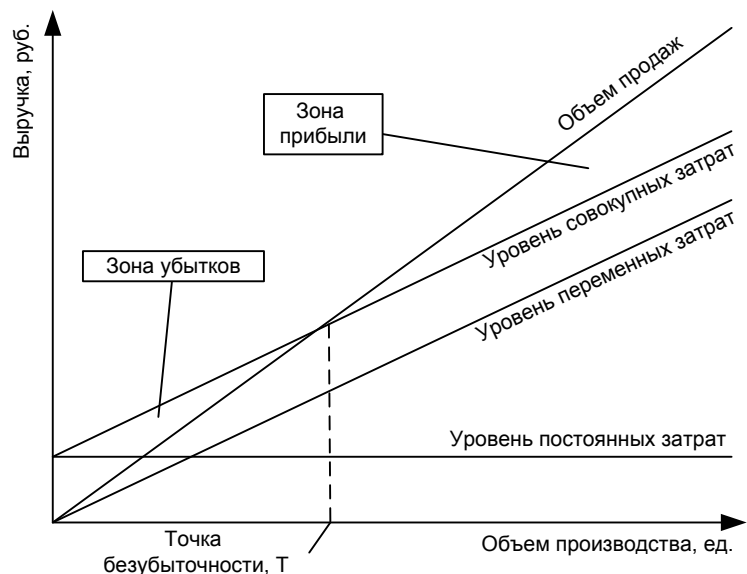 Выручка, руб.
Зона
прибыли
Объем продаж
Уровень совокупных затрат
Зона убытков
Уровень переменных затрат
Уровень постоянных затрат
Точка
безубыточности, Т
Объем производства, ед.